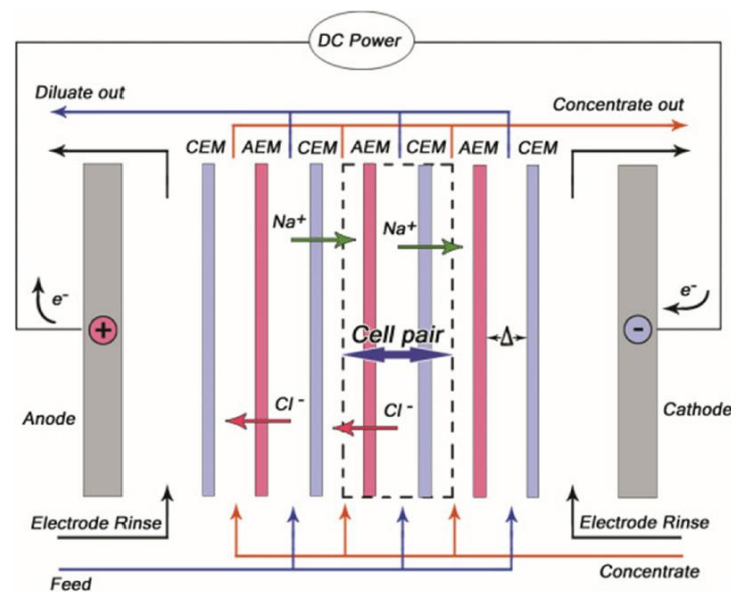 DC Power
Diluate out
Concentrate out
CEM AEM CEM AEM CEM AEM CEM
Na+ Na+
e- e-
+ -
Cell pair
Δ
Anode Cl - Cl - Cathode
Electrode Rinse Electrode Rinse
Feed Concentrate